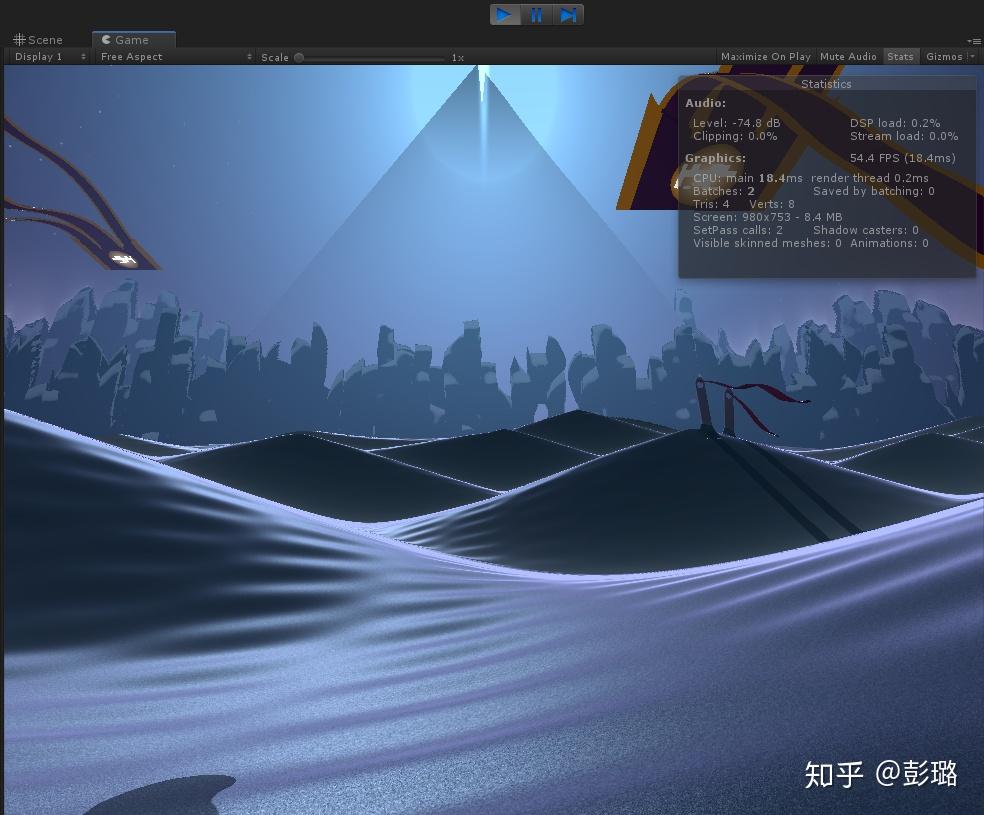 Scene
Game
Display 1
Free Aspect
Scale
1x
Maximize On Play
Mute Audio
Stats
Gizmos
Statistics
Audio:
Level: -74.8 dB
DSP load: 0.2%
Clipping: 0.0%
Stream load: 0.0%
Graphics:
54.4 FPS (18.4ms)
CPU: main 18.4ms render thread 0.2ms
Batches: 2
Saved by batching: 0
Tris: 4
Verts: 8
Screen: 980x753 - 8.4 MB
SetPass calls: 2
Shadow casters: 0
Visible skinned meshes: 0
Animations: 0
知乎 @彭璐